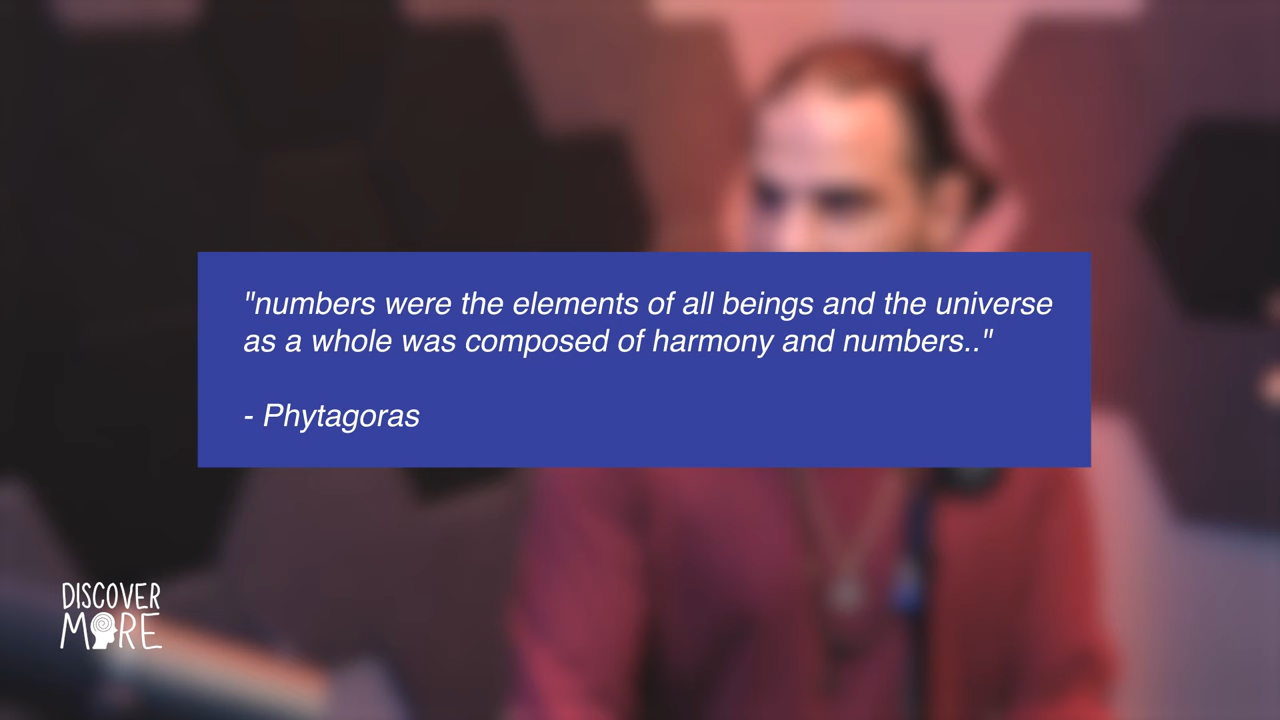 "numbers were the elements of all beings and the universe
as a whole was composed of harmony and numbers.."
- Phytagoras
DISCOVER
MORE